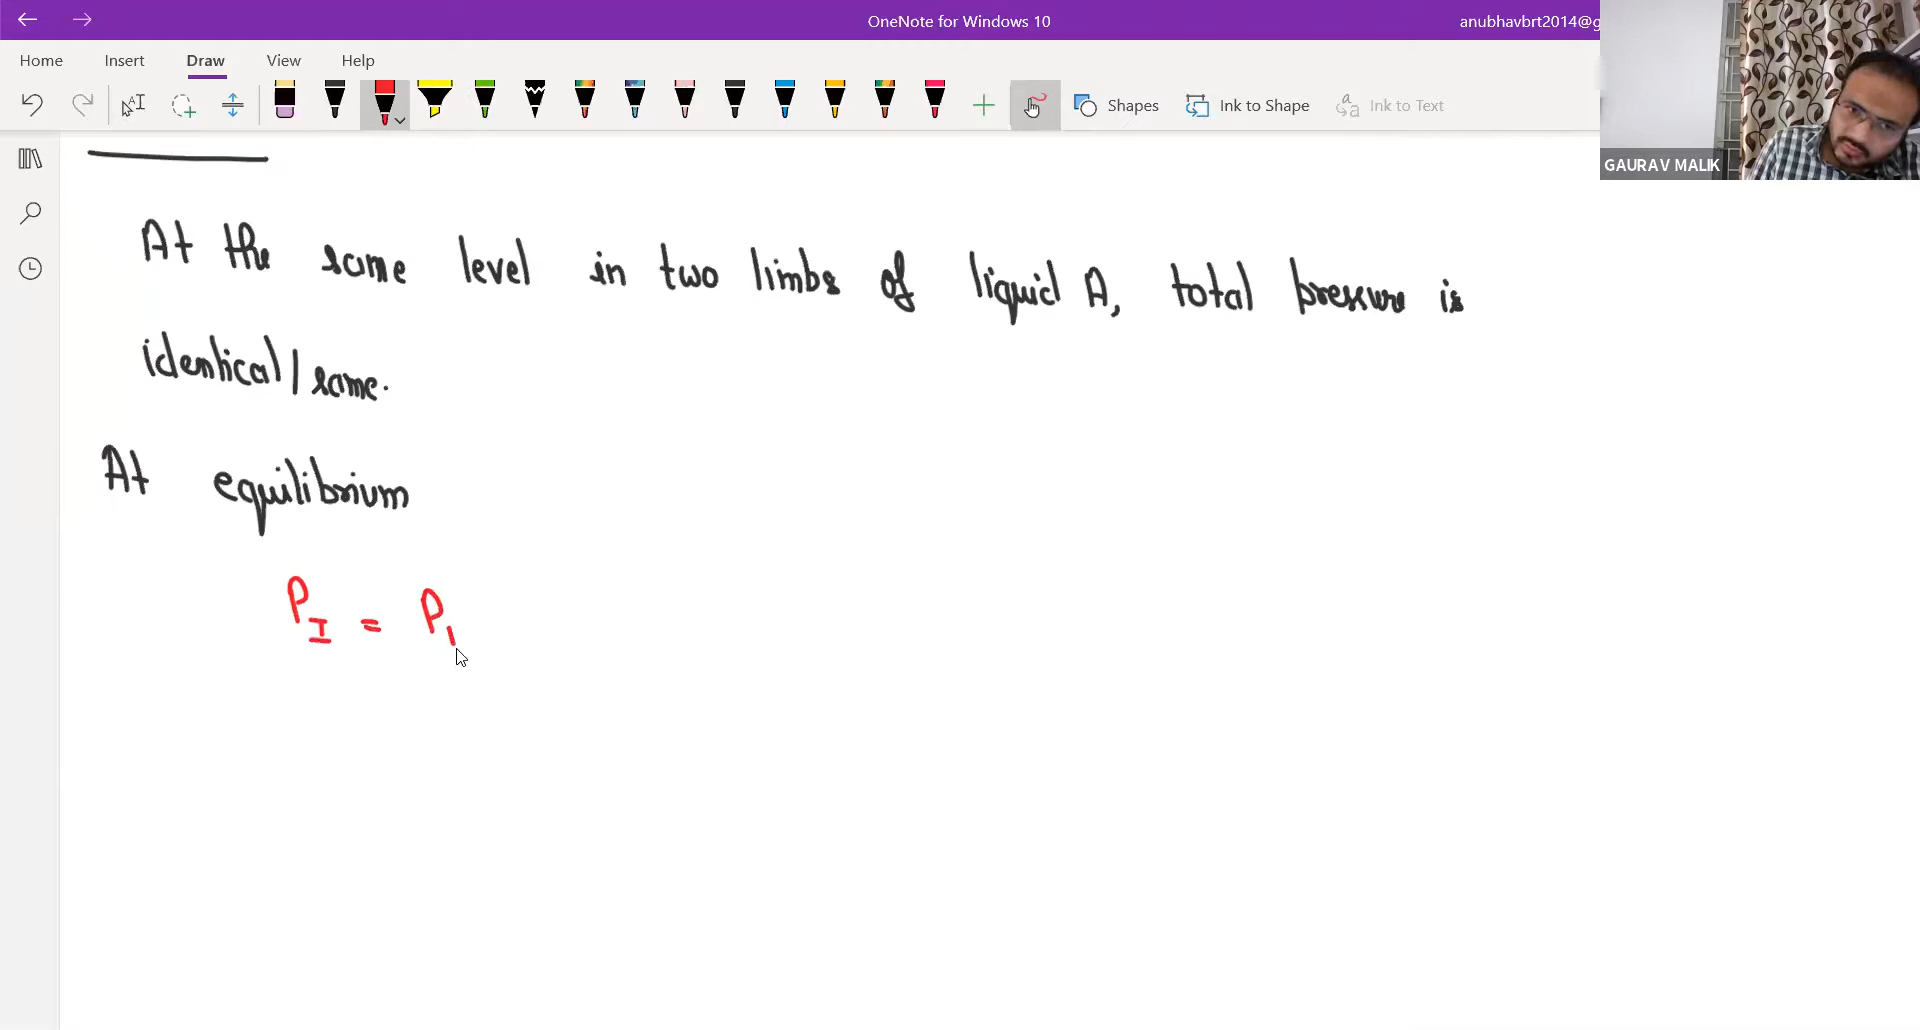 OneNote for Windows 10
anubhavbrt2014@g
Home Insert Draw View Help
Shapes Ink to Shape Ink to Text
GAURAV MALIK
At the same level in two limbs of liquid A, total pressure is
identical/same.
At equilibrium
P_I = P_1